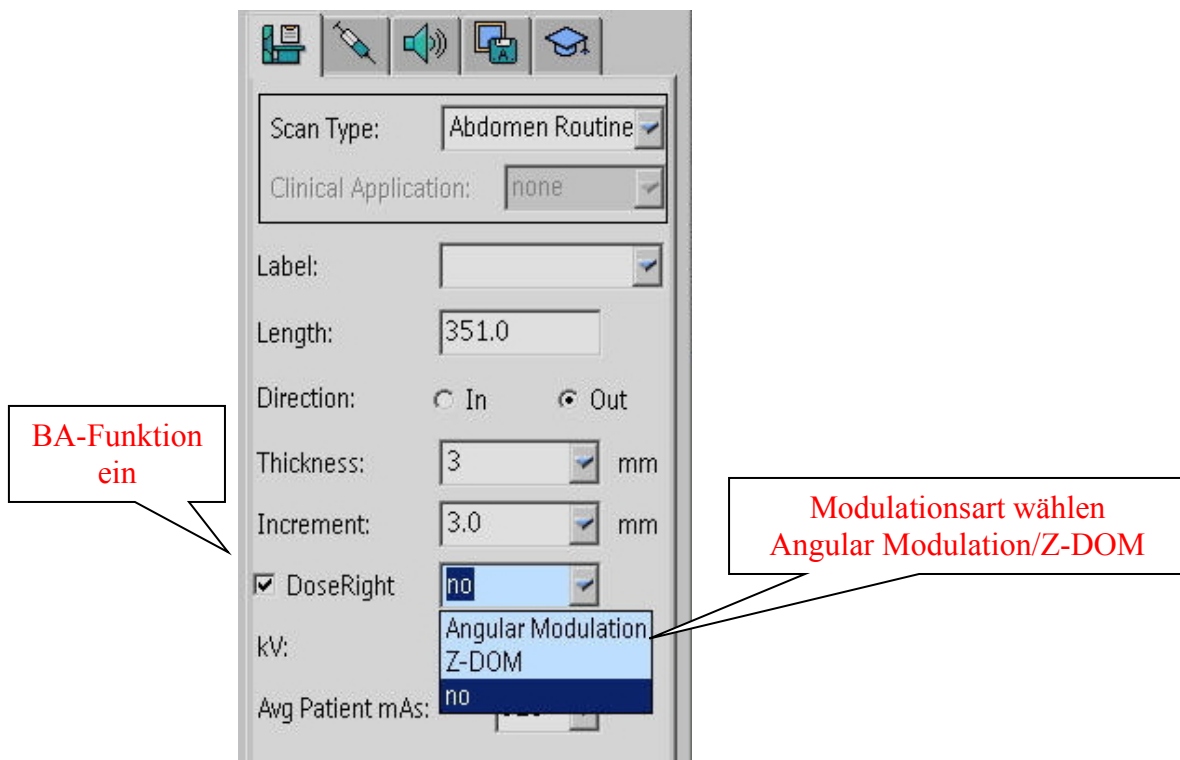 Scan Type: Abdomen Routine
Clinical Application: none
Label:
Length: 351.0
Direction: In Out
BA-Funktion
ein
Thickness: 3 mm
Modulationsart wählen
Angular Modulation/Z-DOM
Increment: 3.0 mm
DoseRight no
Angular Modulation
kV:
Z-DOM
no
Avg Patient mAs: